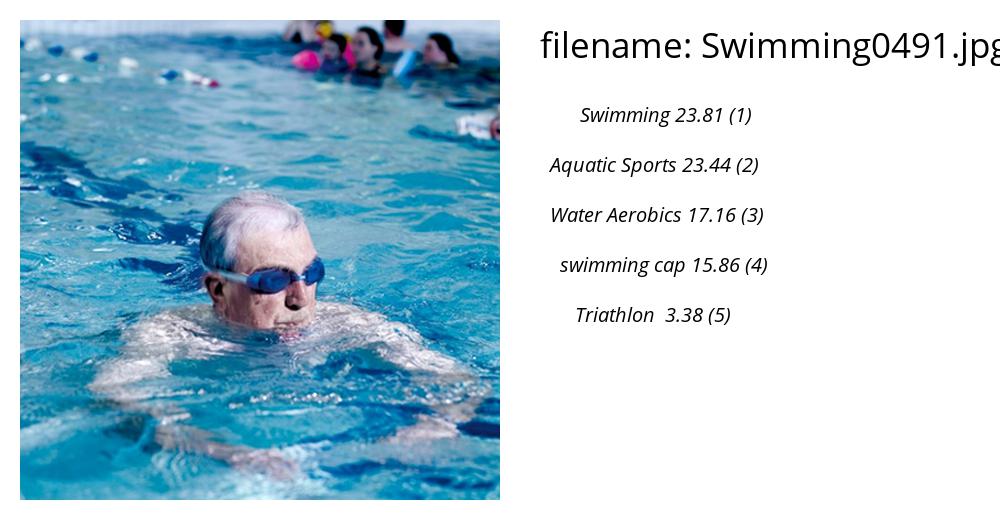 filename: Swimming0491.jpg
Swimming 23.81 (1)
Aquatic Sports 23.44 (2)
Water Aerobics 17.16 (3)
swimming cap 15.86 (4)
Triathlon 3.38 (5)